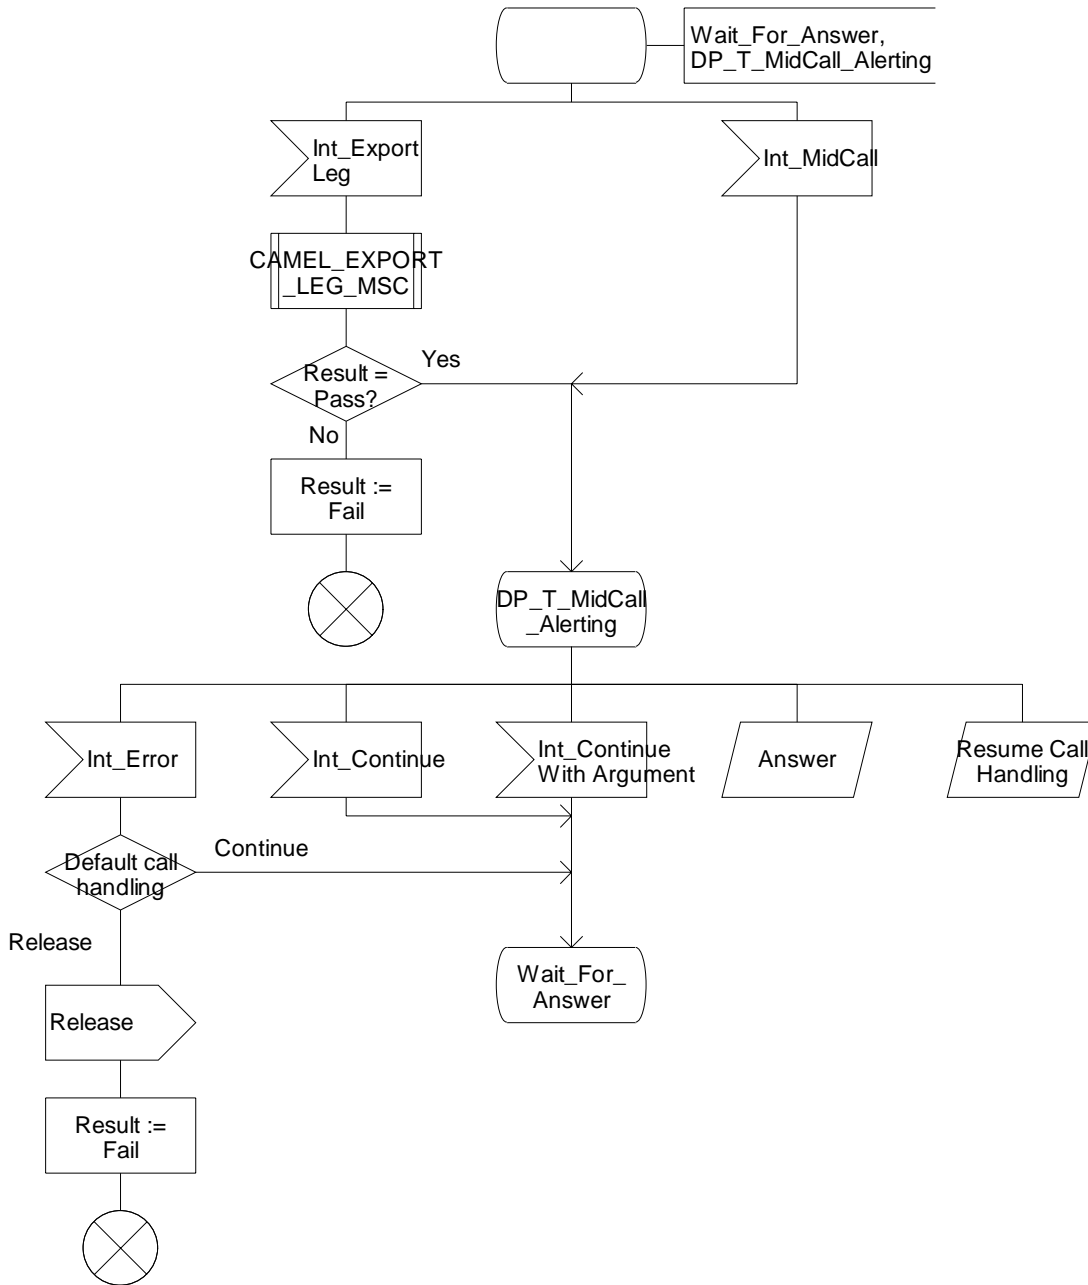 Wait_For_Answer,
DP_T_MidCall_Alerting
Int_Export
Leg
Int_MidCall
CAMEL_EXPORT
_LEG_MSC
Result =
Pass?
Yes
No
Result :=
Fail
DP_T_MidCall
_Alerting
Int_Error
Int_Continue
Int_Continue
With Argument
Answer
Resume Call
Handling
Default call
handling
Continue
Release
Wait_For_
Answer
Release
Result :=
Fail